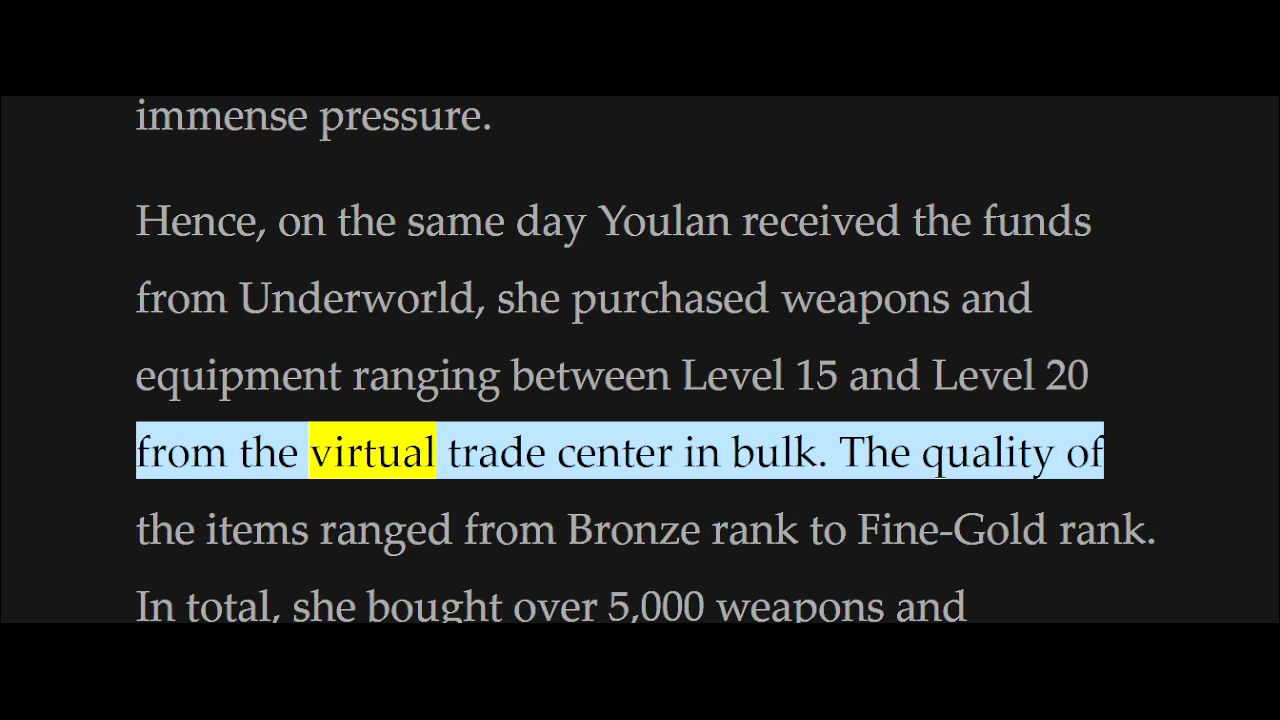 immense pressure.
Hence, on the same day Youlan received the funds
from Underworld, she purchased weapons and
equipment ranging between Level 15 and Level 20
from the virtual trade center in bulk. The quality of
the items ranged from Bronze rank to Fine-Gold rank.
In total, she bought over 5,000 weapons and